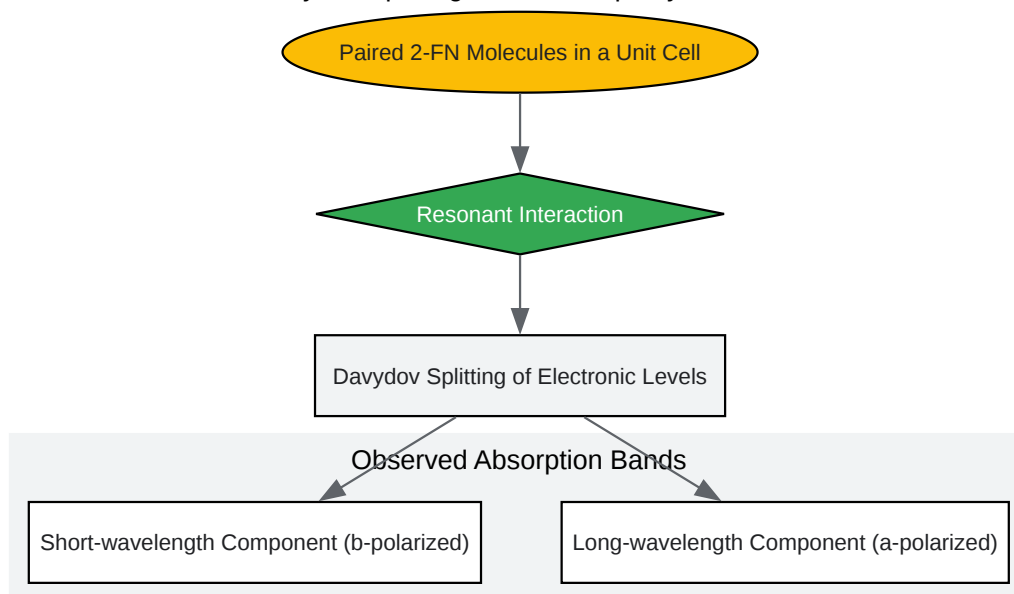 Paired 2-FN Molecules in a Unit Cell
Resonant Interaction
Davydov Splitting of Electronic Levels
Observed Absorption Bands
Short-wavelength Component (b-polarized)
Long-wavelength Component (a-polarized)